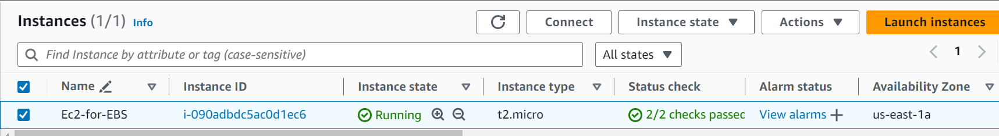 Instances (1/1) Info Connect Instance state Actions Launch instances
Find Instance by attribute or tag (case-sensitive) All states 1
Name Instance ID Instance state Instance type Status check Alarm status Availability Zone
Ec2-for-EBS i-090adbdc5ac0d1ec6 Running t2.micro 2/2 checks passed View alarms us-east-1a